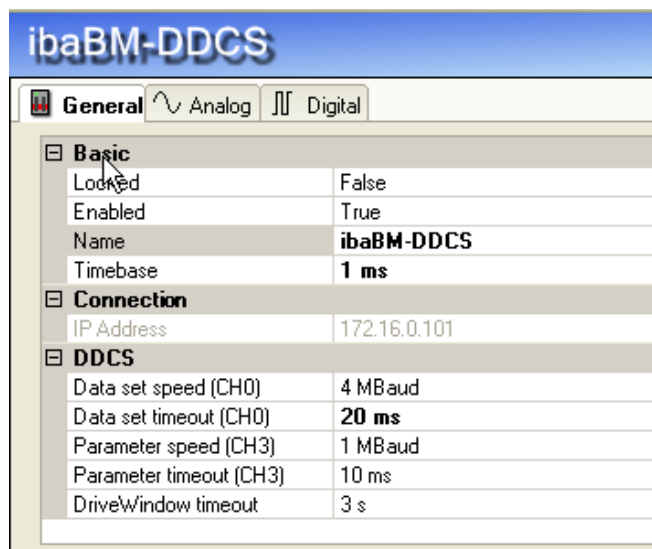 ibaBM-DDCS
General Analog Digital
Basic
Locked False
Enabled True
Name ibaBM-DDCS
Timebase 1 ms
Connection
IP Address 172.16.0.101
DDCS
Data set speed (CH0) 4 MBaud
Data set timeout (CH0) 20 ms
Parameter speed (CH3) 1 MBaud
Parameter timeout (CH3) 10 ms
DriveWindow timeout 3 s